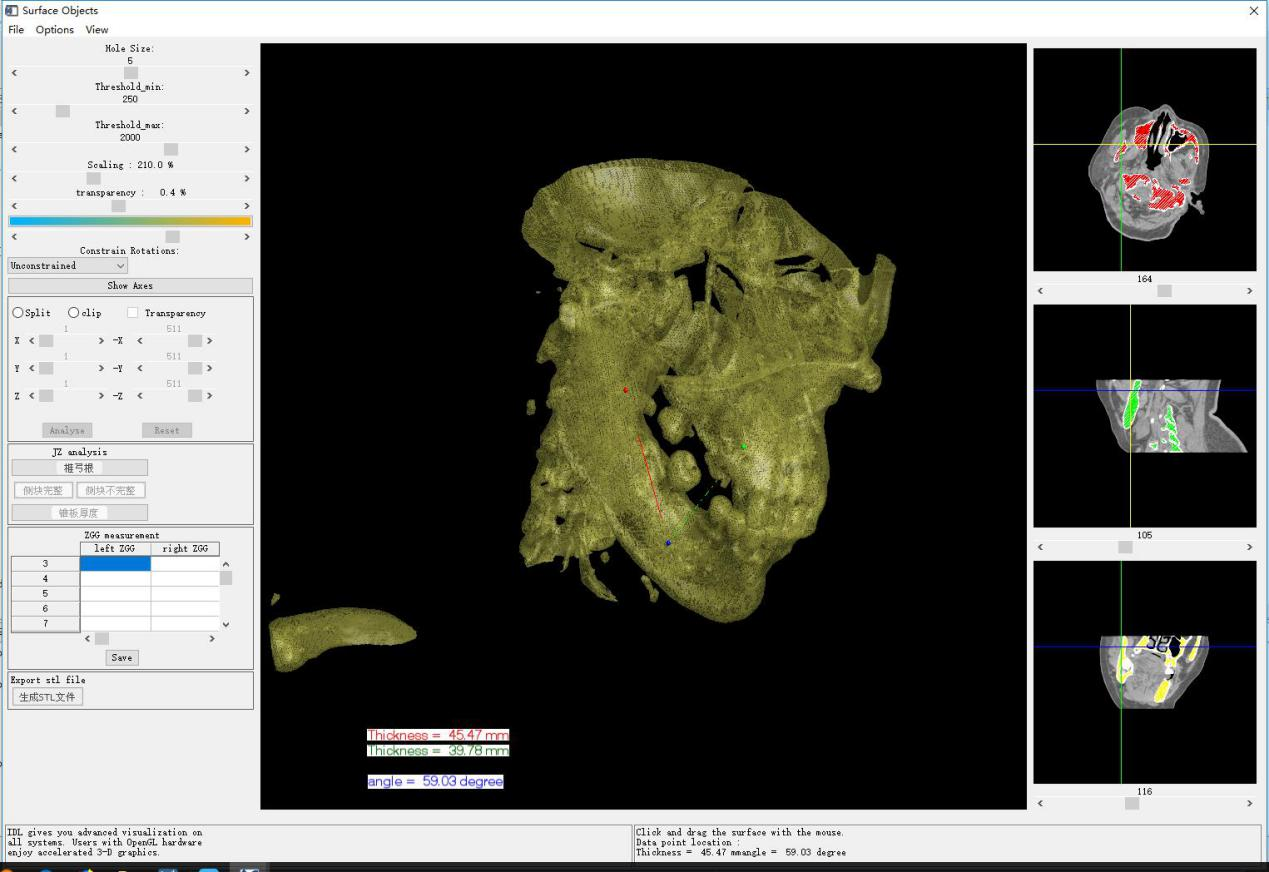 Surface Objects
File Options View
Hole Size:
5
Threshold_min:
250
Threshold_max:
2000
Scaling : 210.0 %
transparency : 0.4 %
Constrain Rotations:
Unconstrained
Show Axes
Split clip Transparency
1 511
X -X
1 511
Y -Y
1 511
Z -Z
Analyse Reset
JZ analysis
椎弓根
侧块完整 侧块不完整
锥板厚度
ZGG measurement
left ZGG right ZGG
3
4
5
6
7
Save
Export stl file
生成STL文件
Thickness = 45.47 mm
Thickness = 39.78 mm
angle = 59.03 degree
164
105
116
IDL gives you advanced visualization on
all systems. Users with OpenGL hardware
enjoy accelerated 3-D graphics.
Click and drag the surface with the mouse.
Data point location :
Thickness = 45.47 mmangle = 59.03 degree